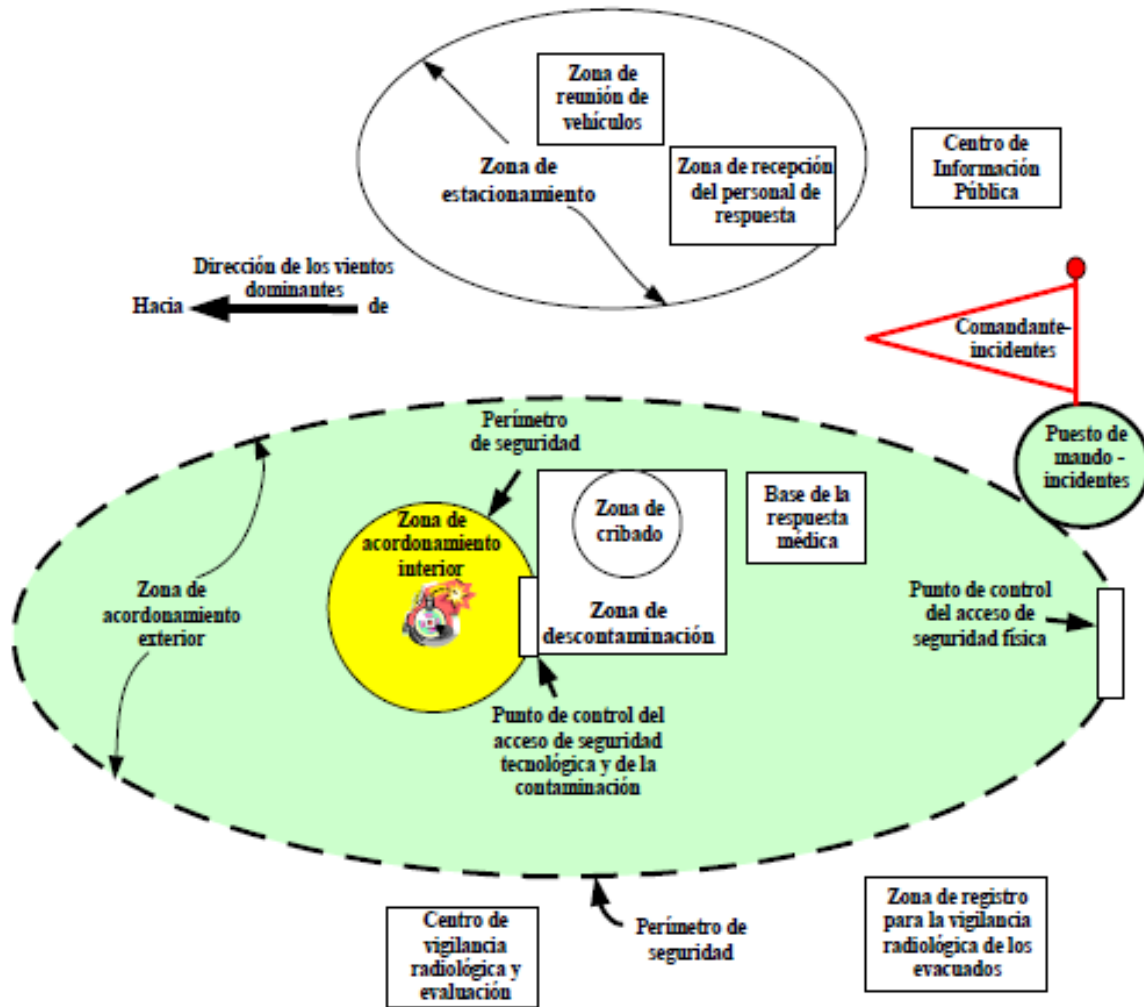 Zona de
reunión de
vehículos
Zona de
estacionamiento
Zona de recepción
del personal de
respuesta
Centro de
Información
Pública
Dirección de los vientos
dominantes
Hacia
de
Comandante-
incidentes
Puesto de
mando -
incidentes
Perímetro
de seguridad
Zona de
acordonamiento
interior
Zona de
cribado
Zona de
descontaminación
Base de la
respuesta
médica
Zona de
acordonamiento
exterior
Punto de control
del acceso de
seguridad física
Punto de control del
acceso de seguridad
tecnológica y de la
contaminación
Centro de
vigilancia
radiológica y
evaluación
Perímetro de
seguridad
Zona de registro
para la vigilancia
radiológica de los
evacuados